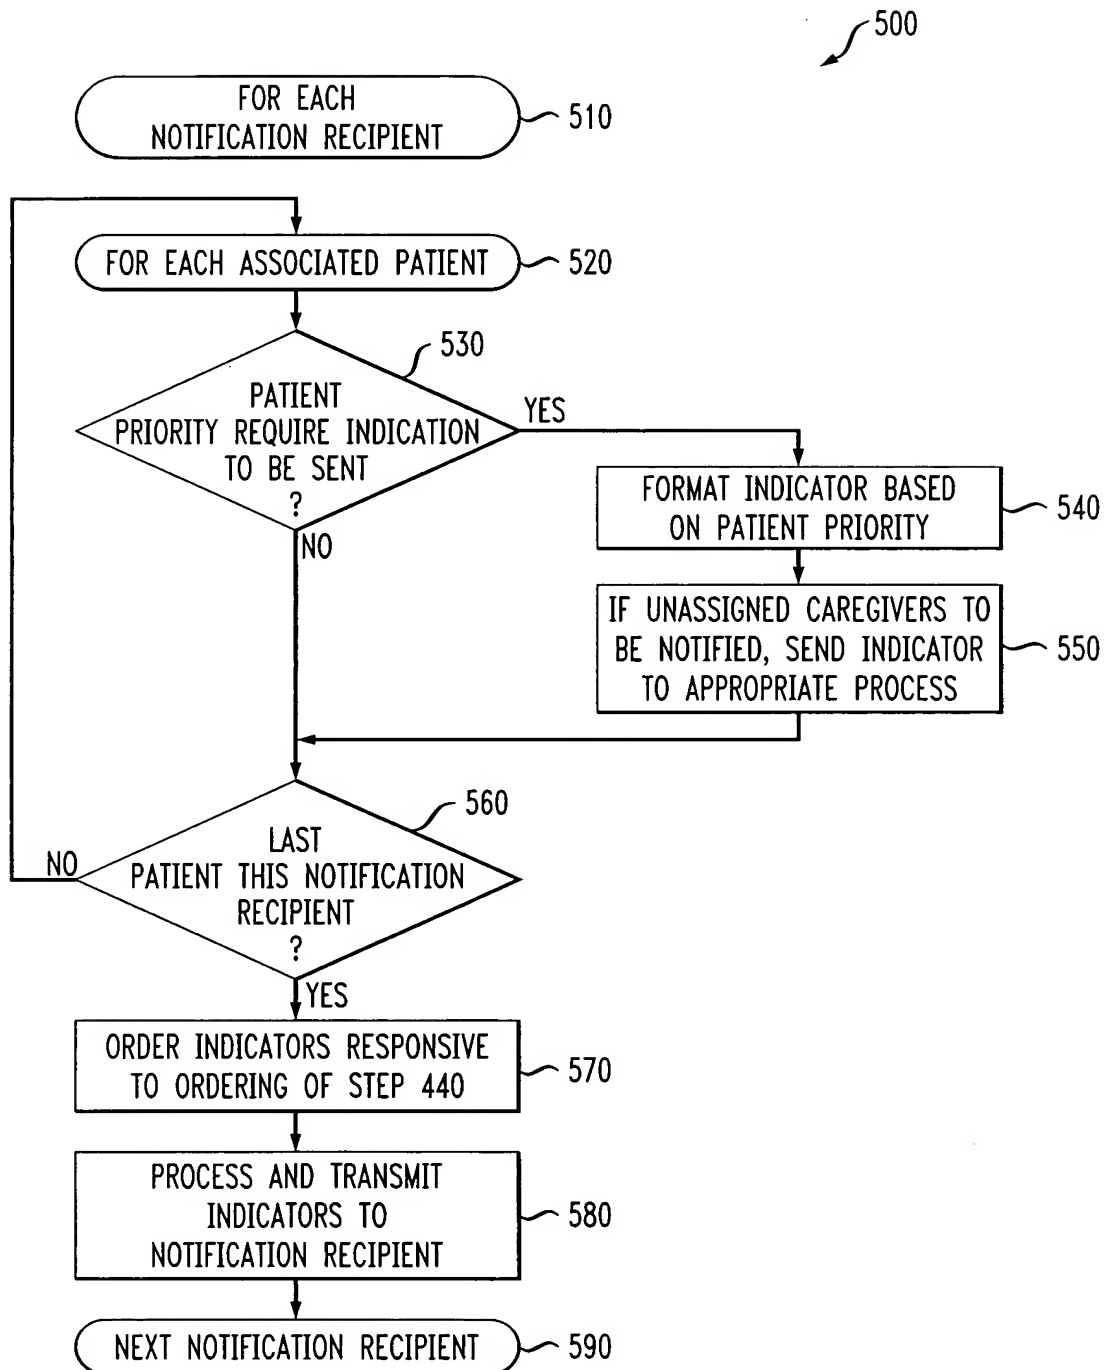 500
FOR EACH
NOTIFICATION RECIPIENT
510
FOR EACH ASSOCIATED PATIENT
520
530
PATIENT
PRIORITY REQUIRE INDICATION
TO BE SENT
?
YES
NO
FORMAT INDICATOR BASED
ON PATIENT PRIORITY
540
IF UNASSIGNED CAREGIVERS TO
BE NOTIFIED, SEND INDICATOR
TO APPROPRIATE PROCESS
550
560
LAST
PATIENT THIS NOTIFICATION
RECIPIENT
?
NO
YES
ORDER INDICATORS RESPONSIVE
TO ORDERING OF STEP 440
570
PROCESS AND TRANSMIT
INDICATORS TO
NOTIFICATION RECIPIENT
580
NEXT NOTIFICATION RECIPIENT
590